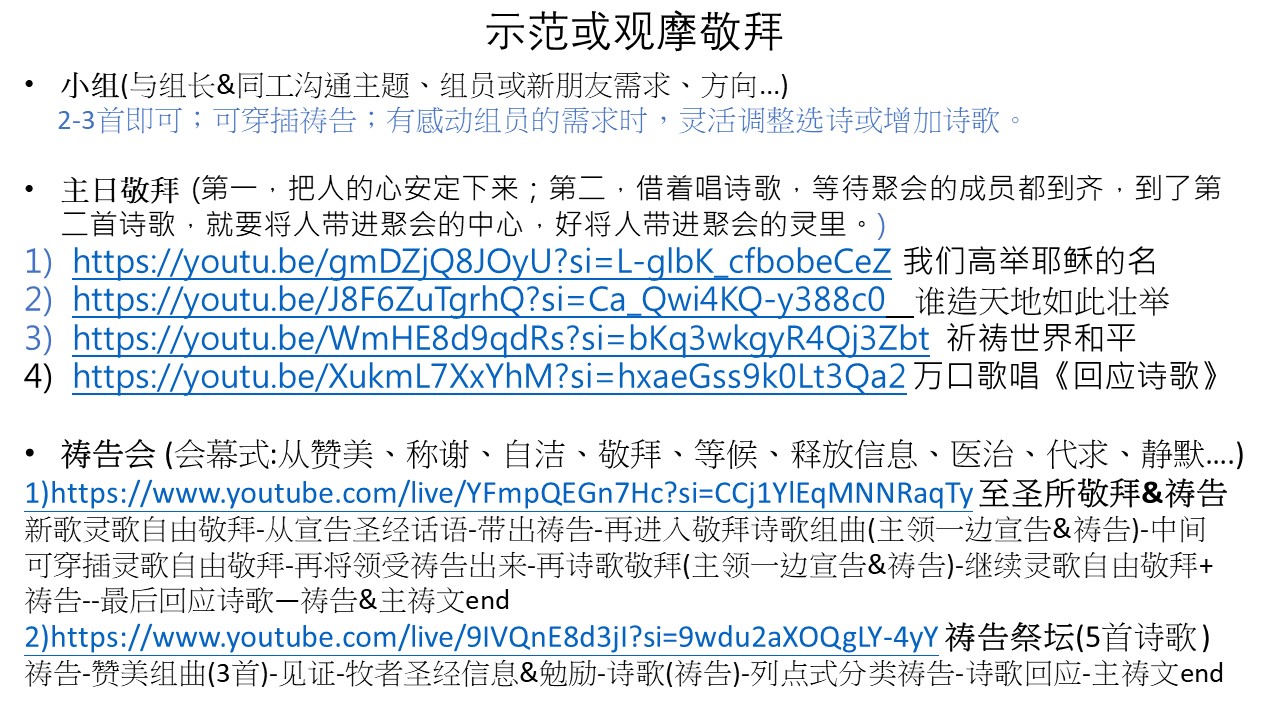 示范或观摩敬拜
• 小组(与组长&同工沟通主题、组员或新朋友需求、方向...)
2-3首即可；可穿插祷告；有感动组员的需求时，灵活调整选诗或增加诗歌。
• 主日敬拜 (第一，把人的心安定下来；第二，借着唱诗歌，等待聚会的成员都到齐，到了第
二首诗歌，就要将人带进聚会的中心，好将人带进聚会的灵里。)
1) https://youtu.be/gmDZjQ8JOyU?si=L-glbK_cfbobeCeZ 我们高举耶稣的名
2) https://youtu.be/J8F6ZuTgrhQ?si=Ca_Qwi4KQ-y388c0 谁造天地如此壮举
3) https://youtu.be/WmHE8d9qdRs?si=bKq3wkgyR4Qj3Zbt 祈祷世界和平
4) https://youtu.be/XukmL7XxYhM?si=hxaeGss9k0Lt3Qa2 万口歌唱《回应诗歌》
• 祷告会 (会幕式:从赞美、称谢、自洁、敬拜、等候、释放信息、医治、代求、静默....)
1)https://www.youtube.com/live/YFmpQEGn7Hc?si=CCj1YlEqMNNRaqTy 至圣所敬拜&祷告
新歌灵歌自由敬拜-从宣告圣经话语-带出祷告-再进入敬拜诗歌组曲(主领一边宣告&祷告)-中间
可穿插灵歌自由敬拜-再将领受祷告出来-再诗歌敬拜(主领一边宣告&祷告)-继续灵歌自由敬拜+
祷告--最后回应诗歌—祷告&主祷文end
2)https://www.youtube.com/live/9IVQnE8d3jI?si=9wdu2aXOQgLY-4yY 祷告祭坛(5首诗歌)
祷告-赞美组曲(3首)-见证-牧者圣经信息&勉励-诗歌(祷告)-列点式分类祷告-诗歌回应-主祷文end